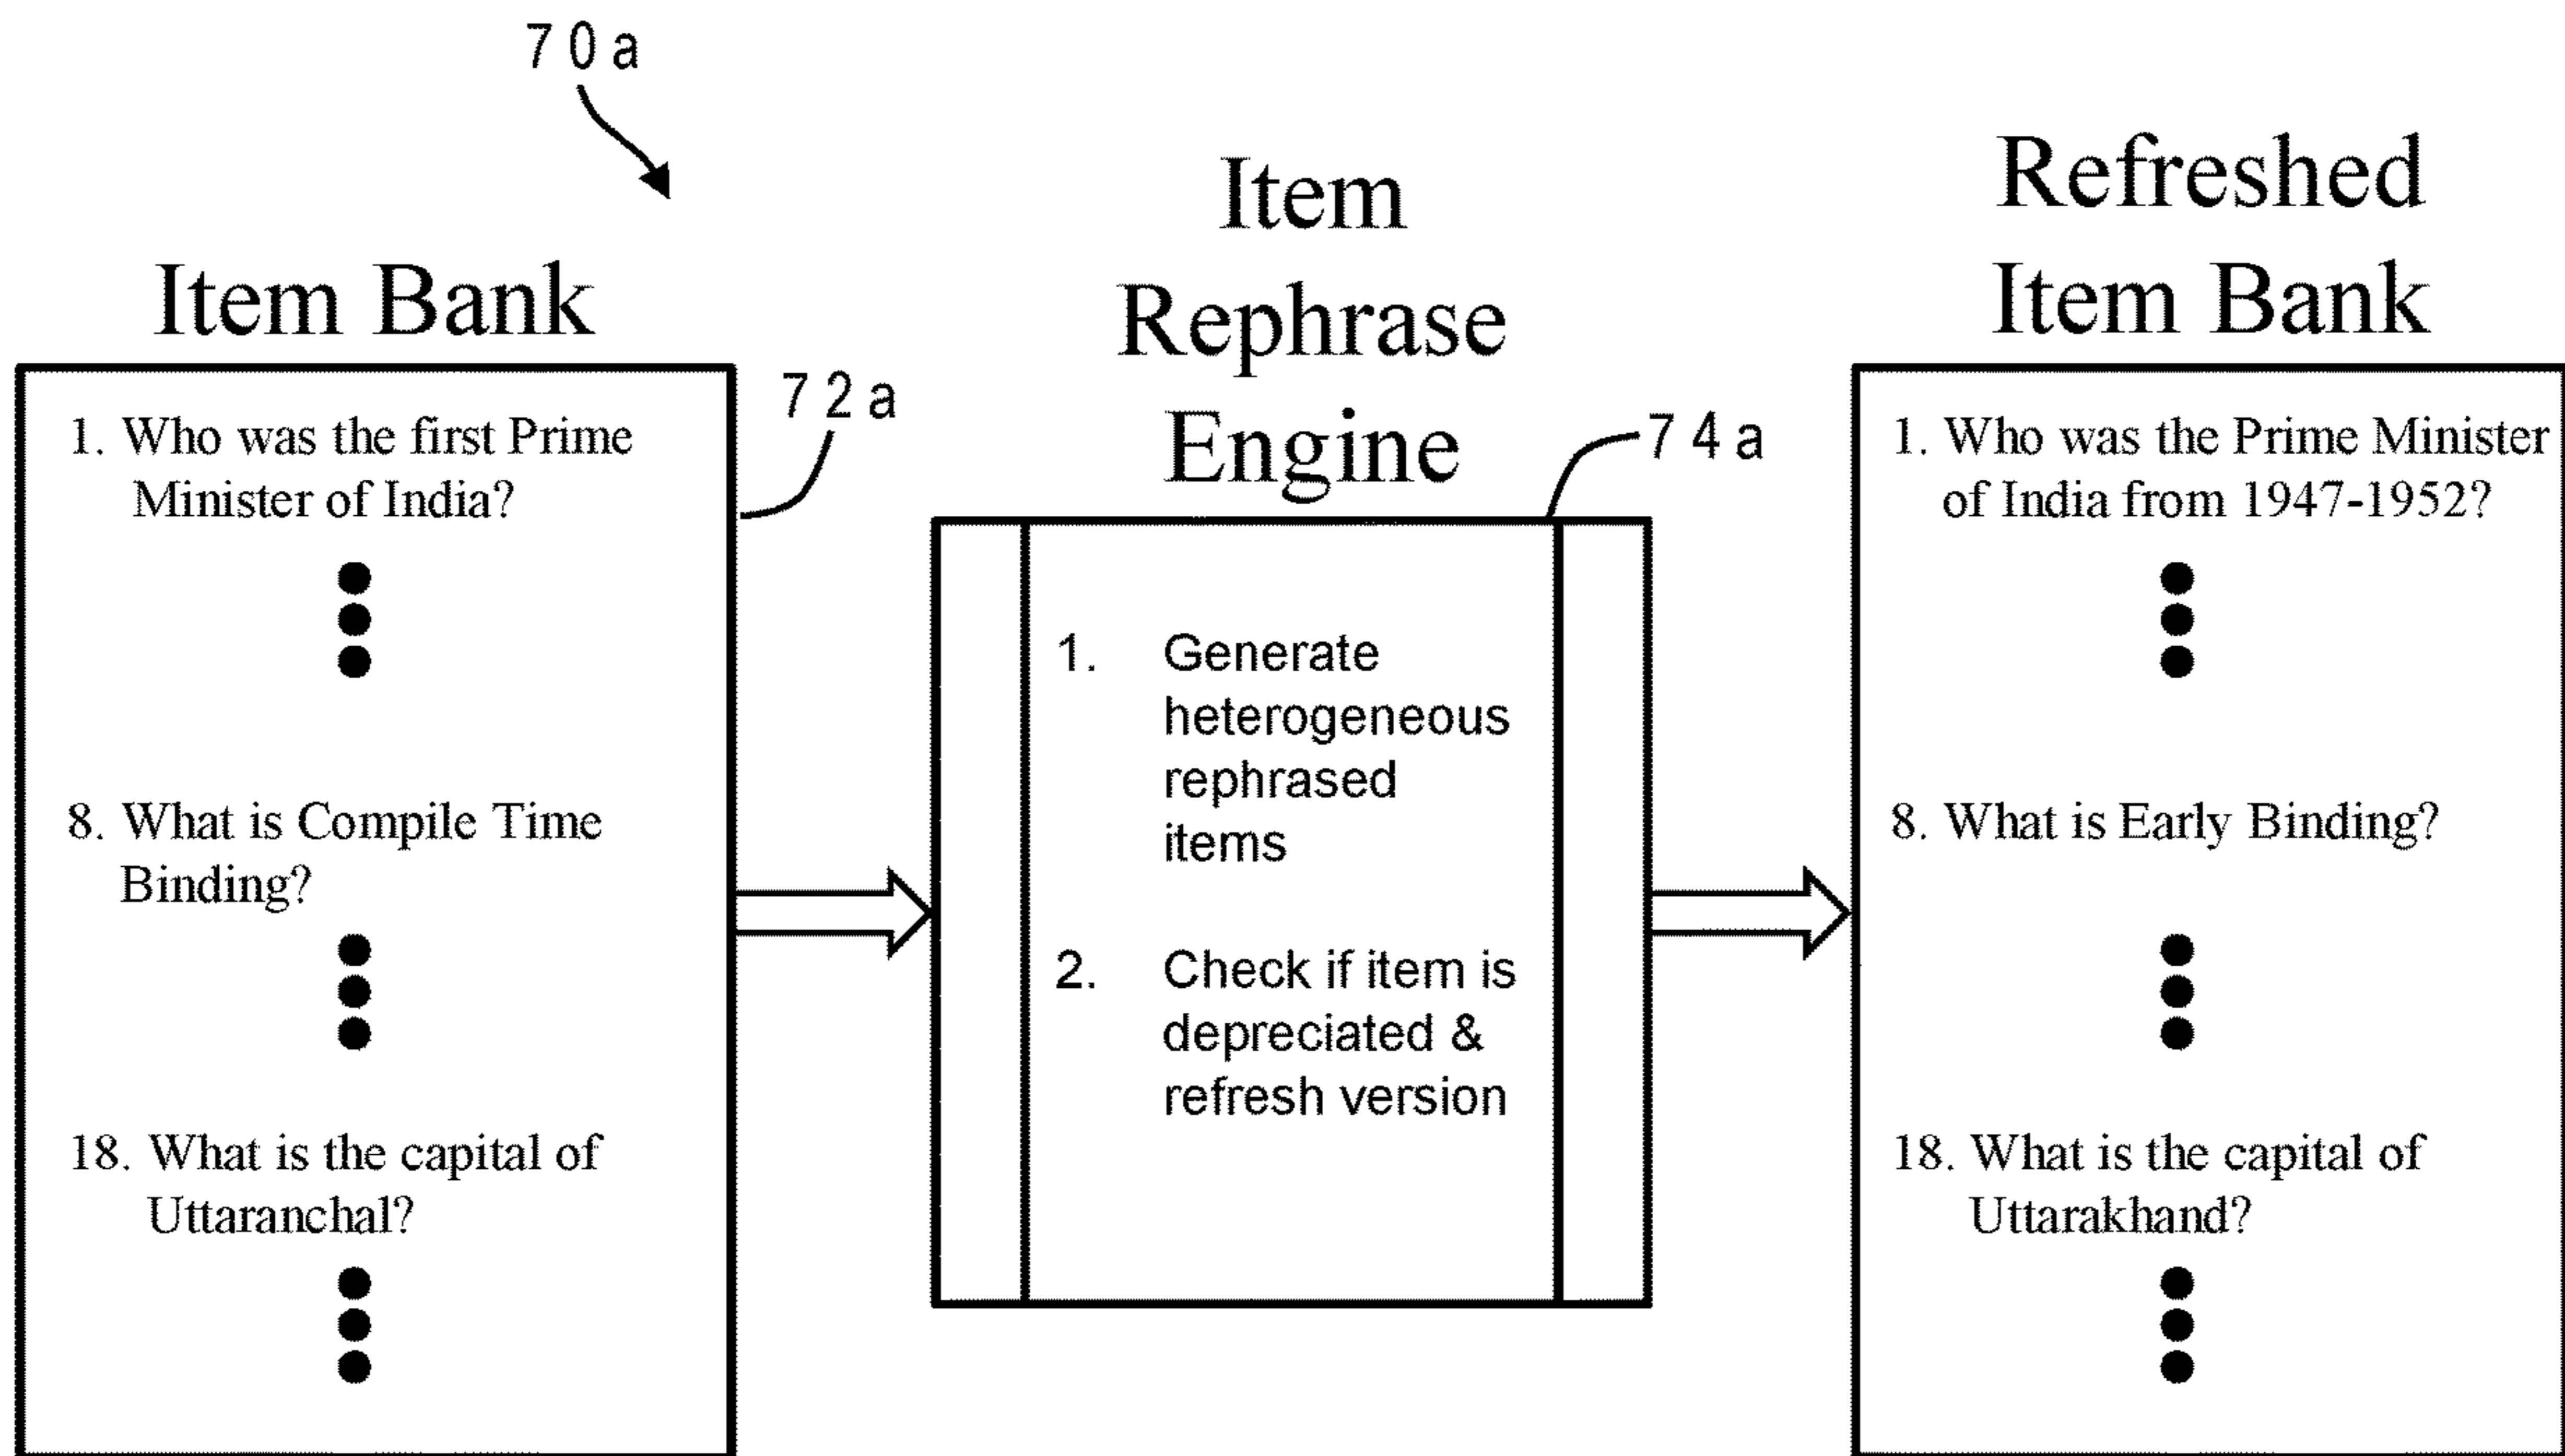 70a
Item Bank
72a
1. Who was the first Prime
Minister of India?
8. What is Compile Time
Binding?
18. What is the capital of
Uttaranchal?
Item
Rephrase
Engine
74a
1. Generate
heterogeneous
rephrased
items
2. Check if item is
depreciated &
refresh version
Refreshed
Item Bank
1. Who was the Prime Minister
of India from 1947-1952?
8. What is Early Binding?
18. What is the capital of
Uttarakhand?